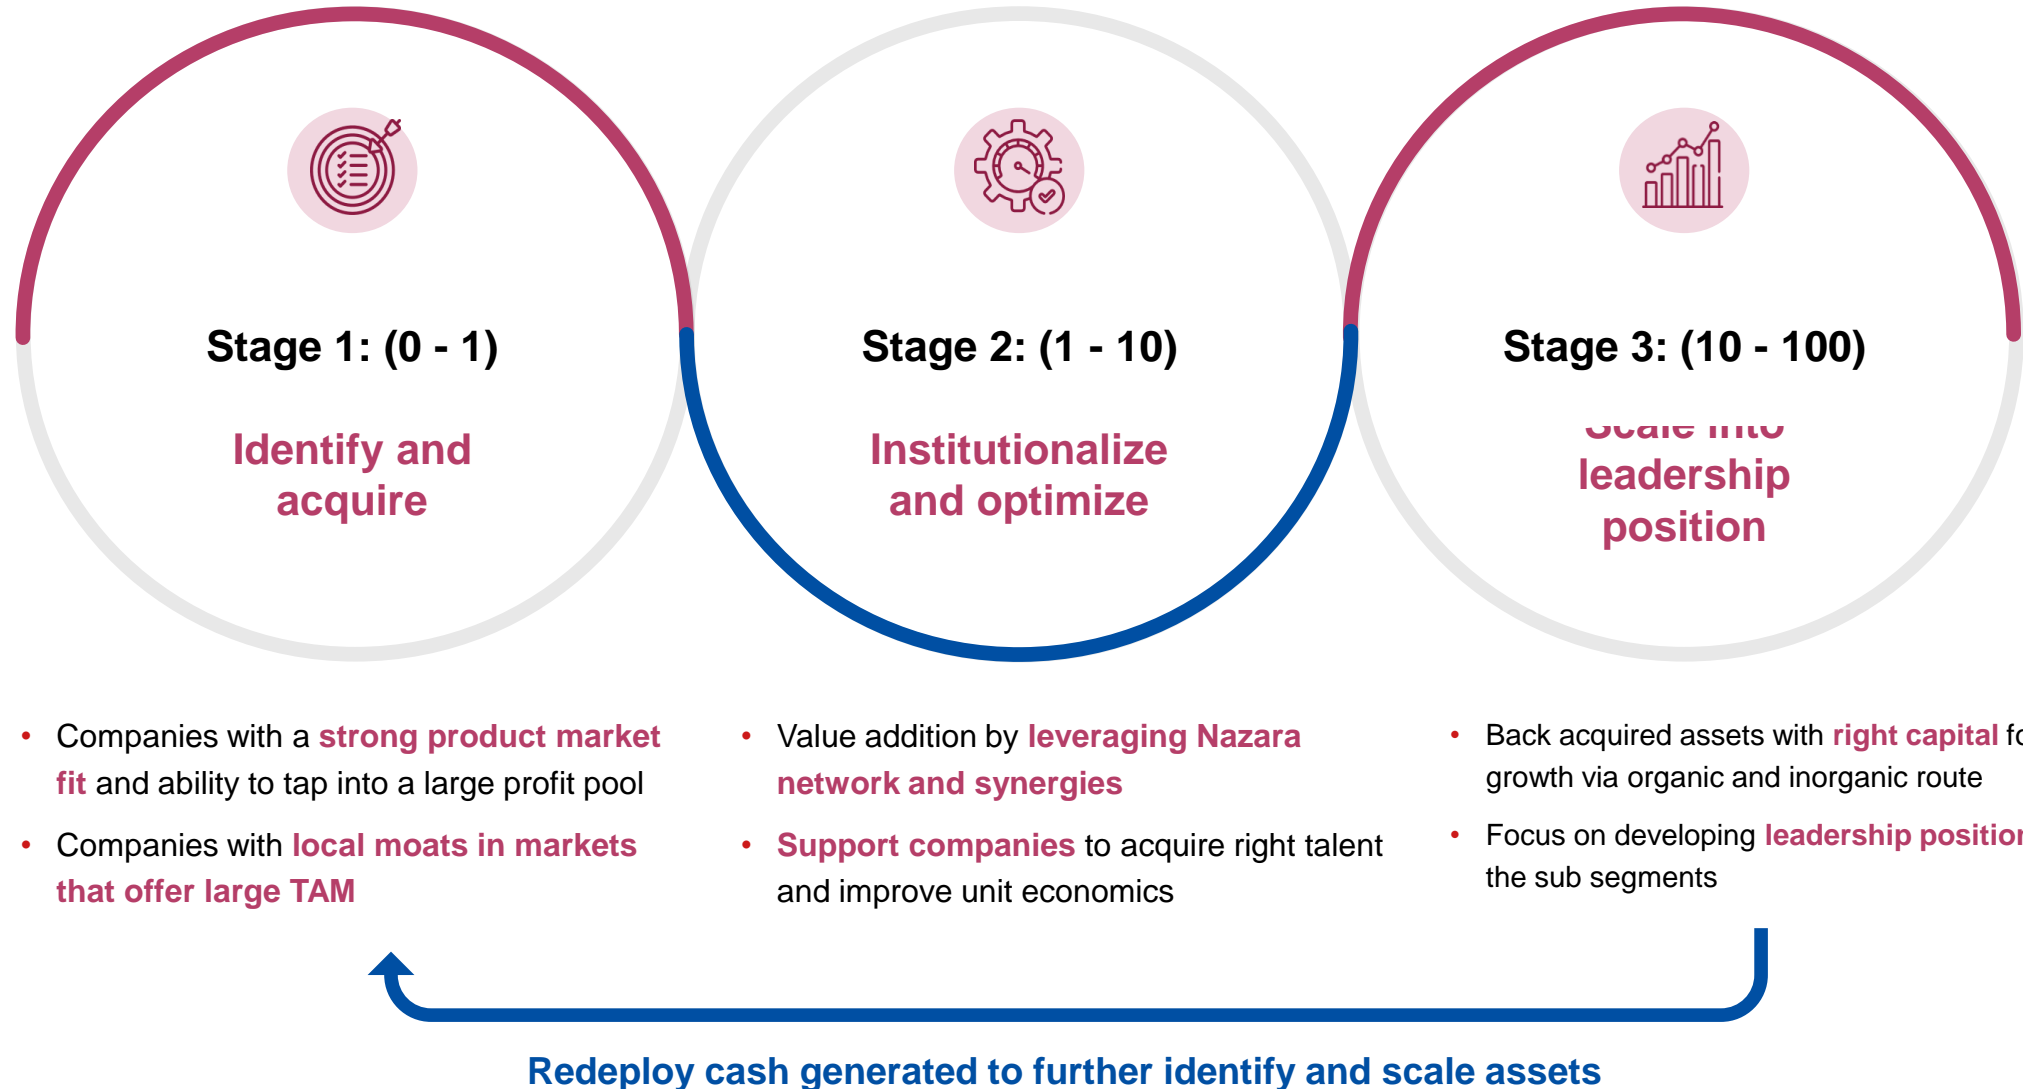 Stage 1: (0 - 1)
Identify and
acquire
Stage 2: (1 - 10)
Institutionalize
and optimize
Stage 3: (10 - 100)
Scale into
leadership
position
• Companies with a strong product market
fit and ability to tap into a large profit pool
• Companies with local moats in markets
that offer large TAM
• Value addition by leveraging Nazara
network and synergies
• Support companies to acquire right talent
and improve unit economics
• Back acquired assets with right capital fo
growth via organic and inorganic route
• Focus on developing leadership position
the sub segments
Redeploy cash generated to further identify and scale assets